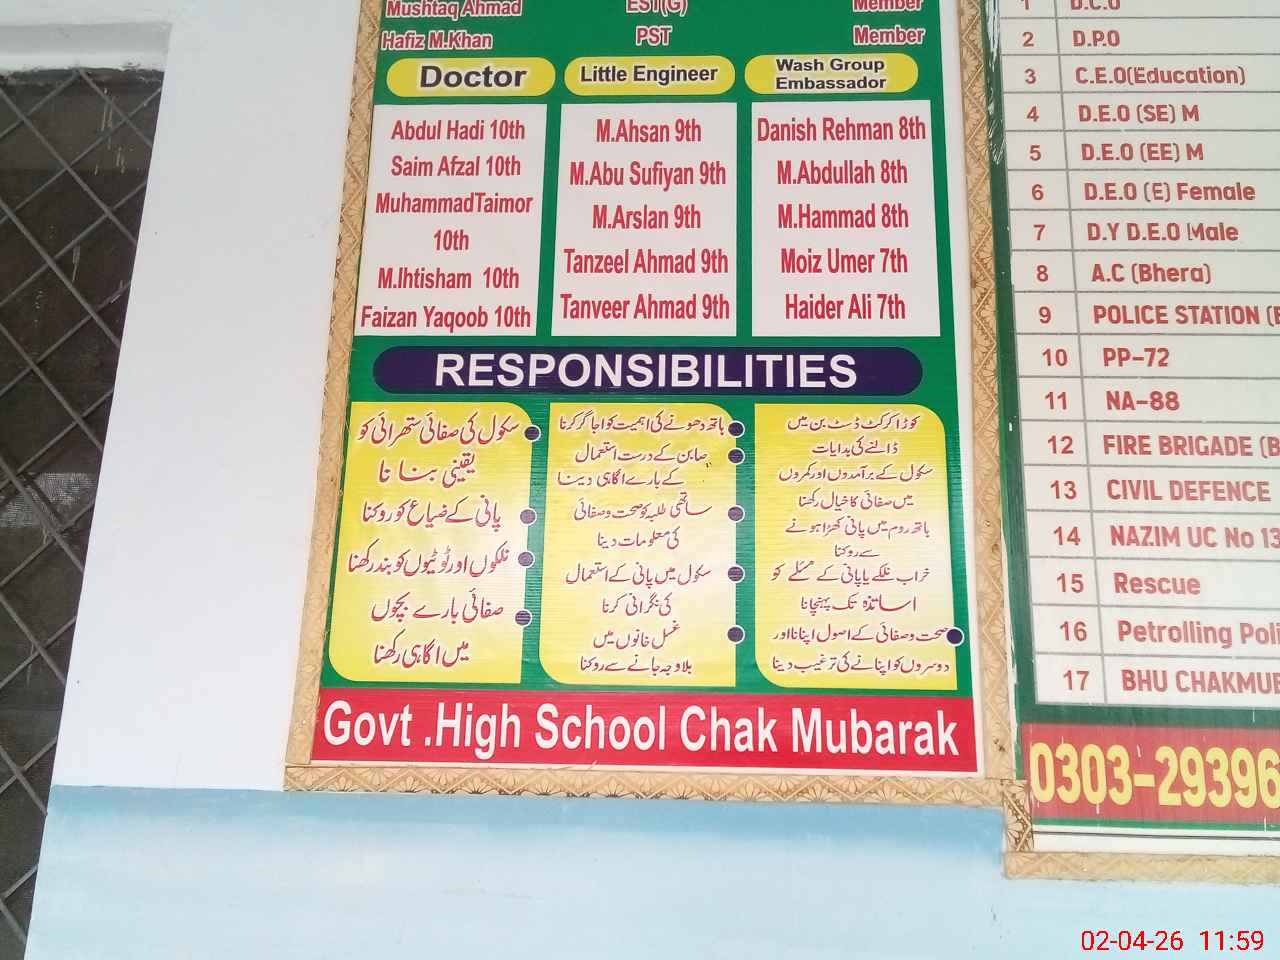 Mushtaq Ahmad EST(G) Member
Hafiz M.Khan PST Member
Doctor
Abdul Hadi 10th
Saim Afzal 10th
MuhammadTaimor
10th
M.Ihtisham 10th
Faizan Yaqoob 10th
Little Engineer
M.Ahsan 9th
M.Abu Sufiyan 9th
M.Arslan 9th
Tanzeel Ahmad 9th
Tanveer Ahmad 9th
Wash Group
Embassador
Danish Rehman 8th
M.Abdullah 8th
M.Hammad 8th
Moiz Umer 7th
Haider Ali 7th
RESPONSIBILITIES
سکول کی صفائی ستھرائی کو
یقینی بنانا
پانی کے ضیاع کو روکنا
نلکوں اور ٹوٹیوں کو بند رکھنا
صفائی بارے بچوں
میں اگاہی رکھنا
ہاتھ دھونے کی اہمیت کو اجاگر کرنا
صابن کے درست استعمال
کے بارے اگاہی دینا
ساتھی طلبہ کو صحت و صفائی
کی معلومات دینا
سکول میں پانی کے استعمال
کی نگرانی کرنا
غسل خانوں میں
بلاوجہ جانے سے روکنا
کوڑا کرکٹ ڈسٹ بن میں
ڈالنے کی ہدایات
سکول کے برآمدوں اور کمروں
میں صفائی کا خیال رکھنا
باتھ روم میں پانی کھڑا ہونے
سے روکنا
خراب نلکے یا پانی کے مسئلے کو
اساتذہ تک پہنچانا
صحت و صفائی کے اصول اپنانا اور
دوسروں کو اپنانے کی ترغیب دینا
Govt .High School Chak Mubarak
1 D.C.O
2 D.P.O
3 C.E.O(Education)
4 D.E.O (SE) M
5 D.E.O (EE) M
6 D.E.O (E) Female
7 D.Y D.E.O Male
8 A.C (Bhera)
9 POLICE STATION (
10 PP-72
11 NA-88
12 FIRE BRIGADE (B
13 CIVIL DEFENCE
14 NAZIM UC No 13
15 Rescue
16 Petrolling Poli
17 BHU CHAKMU
0303-29396
02-04-26 11:59